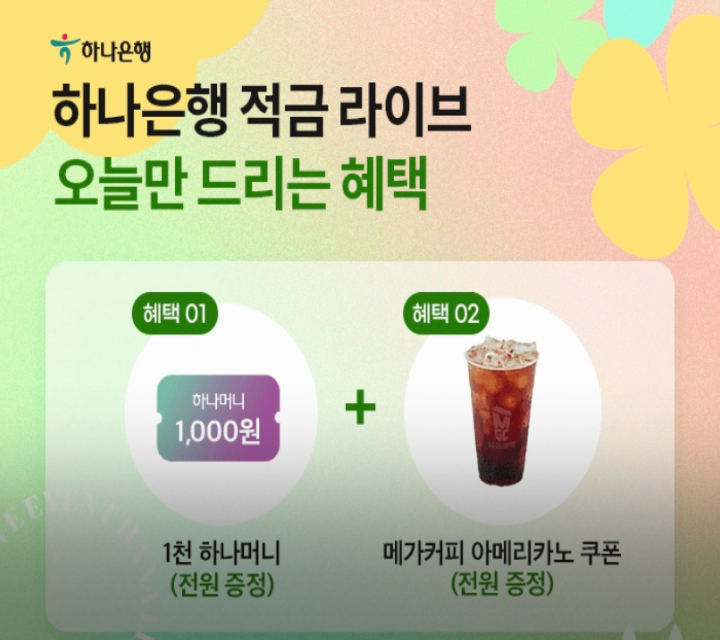 하나은행
하나은행 적금 라이브
오늘만 드리는 혜택
혜택 01
하나머니
1,000원
+
혜택 02
M
GC
1천 하나머니
(전원 증정)
메가커피 아메리카노 쿠폰
(전원 증정)